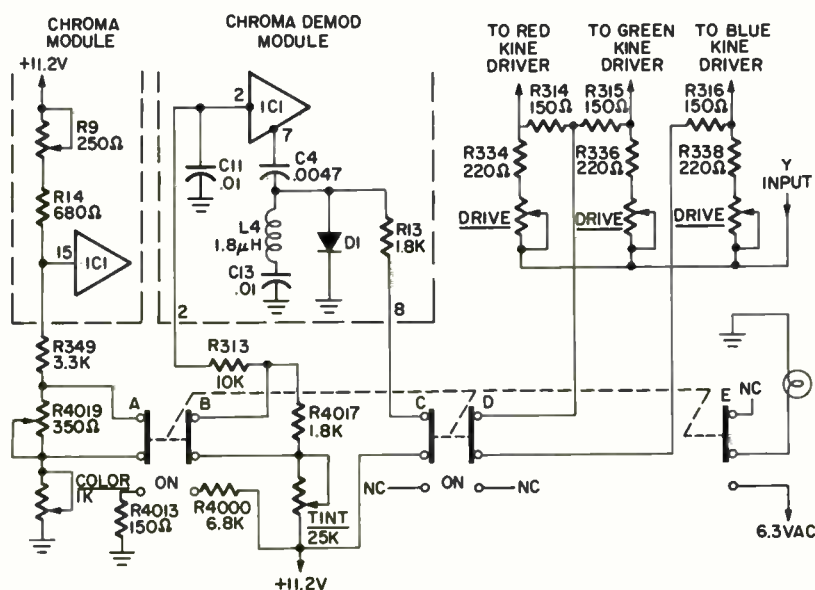 CHROMA
MODULE
+11.2V
R9
250Ω
R14
680Ω
15
IC1
R349
3.3K
R4019
350Ω
COLOR
1K
R4013
150Ω
CHROMA DEMOD
MODULE
2
IC1
7
C11
.01
C4
.0047
L4
1.8μH
C13
.01
D1
R13
1.8K
2
8
R313
10K
A
B
R4017
1.8K
ON
R4000
6.8K
TINT
25K
+11.2V
TO RED
KINE
DRIVER
TO GREEN
KINE
DRIVER
TO BLUE
KINE
DRIVER
R314
150Ω
R315
150Ω
R316
150Ω
R334
220Ω
R336
220Ω
R338
220Ω
Y
INPUT
DRIVE
DRIVE
DRIVE
C
D
E
NC
NC
ON
NC
6.3VAC